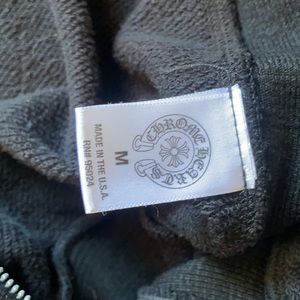 CHROME HEARTS
M
MADE IN THE U.S.A.
RN# 95024